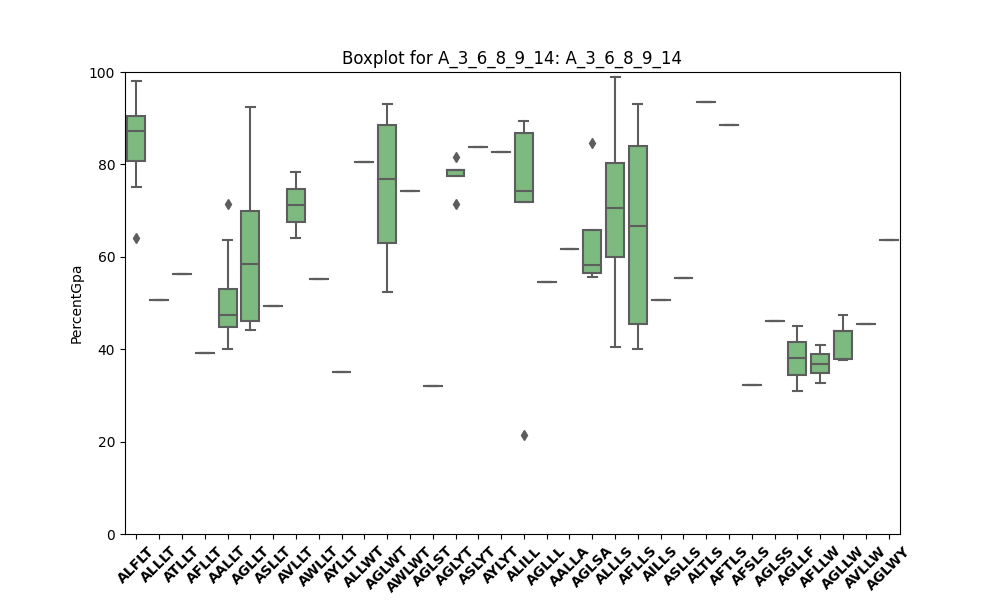 Boxplot for A_3_6_8_9_14: A_3_6_8_9_14
PercentGpa
100
80
60
40
20
0
ALFLT
ALLLT
ATLLT
AFLLT
AALLT
AGLLT
ASLLT
AVLLT
AWLLT
AYLLT
ALLWT
AGLWT
AWLWT
AGLST
AGLYT
ASLYT
AYLYT
ALILL
AGLLL
AALLA
AGLSA
ALLLS
AFLLS
AILLS
ASLLS
ALTLS
AFTLS
AFSLS
AGLSS
AGLLF
AFLLW
AGLLW
AVLLW
AGLWY